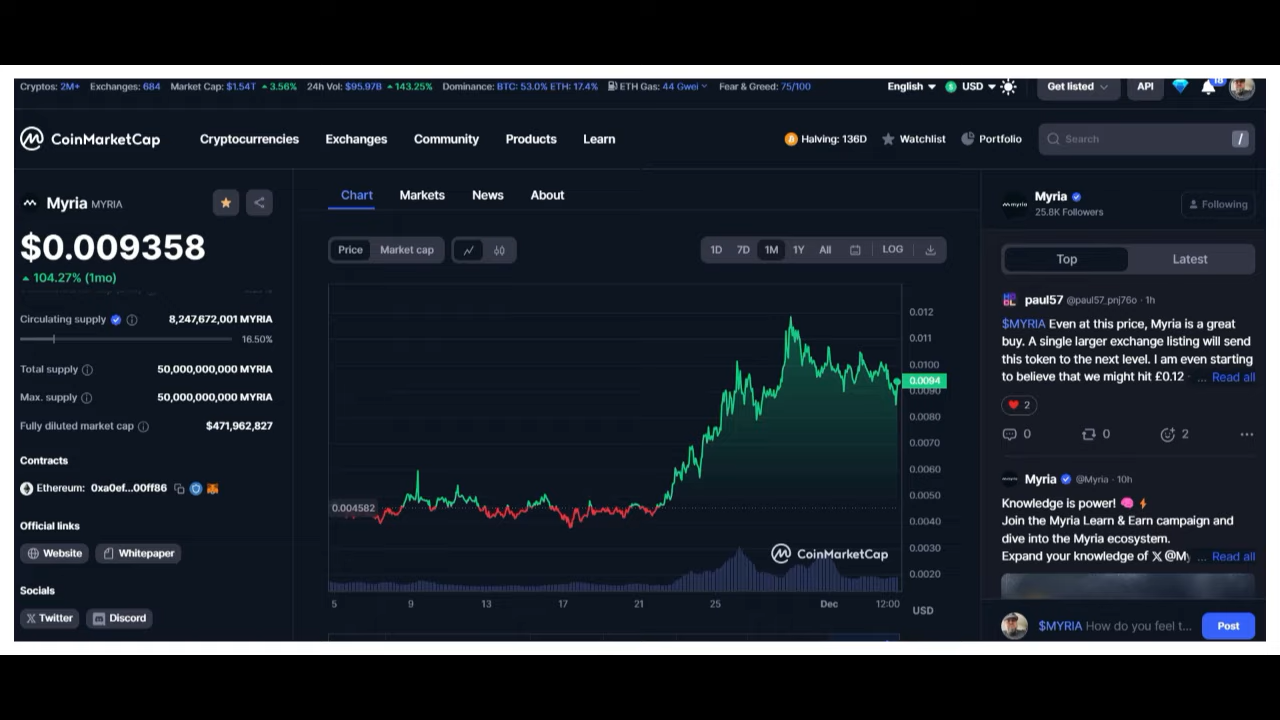 Cryptos: 2M+ Exchanges: 684 Market Cap: $1.54T 3.56% 24h Vol: $95.97B 143.25% Dominance: BTC: 53.0% ETH: 17.4% ETH Gas: 44 Gwei Fear & Greed: 75/100 English USD Get listed API 18
CoinMarketCap Cryptocurrencies Exchanges Community Products Learn Halving: 136D Watchlist Portfolio Search /
Myria MYRIA
$0.009358
104.27% (1mo)
Circulating supply 8,247,672,001 MYRIA
16.50%
Total supply 50,000,000,000 MYRIA
Max. supply 50,000,000,000 MYRIA
Fully diluted market cap $471,962,827
Contracts
Ethereum: 0xa0ef...00ff86
Official links
Website Whitepaper
Socials
Twitter Discord
Chart Markets News About
Price Market cap 1D 7D 1M 1Y All LOG
0.012
0.011
0.0100
0.0094
0.0090
0.0080
0.0070
0.0060
0.0050
0.0040
0.0030
0.0020
0.004582
CoinMarketCap
5 9 13 17 21 25 Dec 12:00 USD
Myria
25.8K Followers
Following
Top Latest
paul57 @paul57_pnj76o · 1h
$MYRIA Even at this price, Myria is a great
buy. A single larger exchange listing will send
this token to the next level. I am even starting
to believe that we might hit £0.12 ... Read all
2
0 0 2
Myria @Myria · 10h
Knowledge is power!
Join the Myria Learn & Earn campaign and
dive into the Myria ecosystem.
Expand your knowledge of X @My ... Read all
$MYRIA How do you feel t... Post